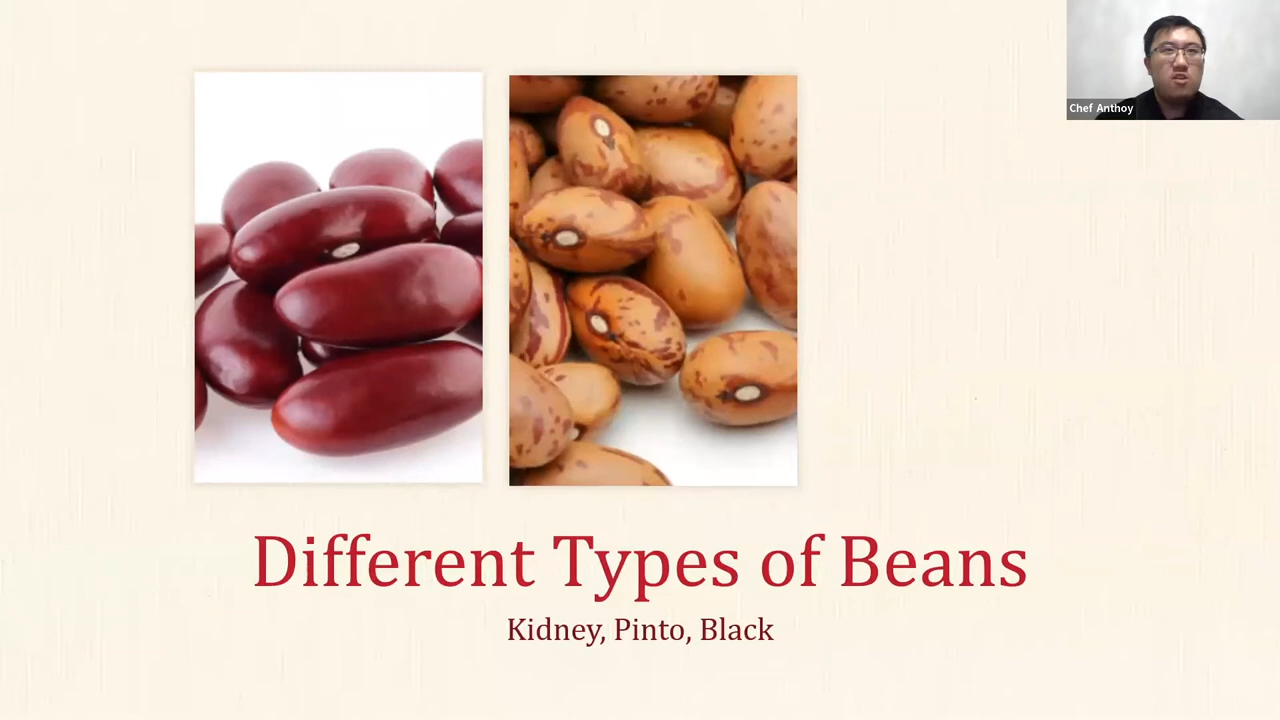 Chef Anthoy
Different Types of Beans
Kidney, Pinto, Black